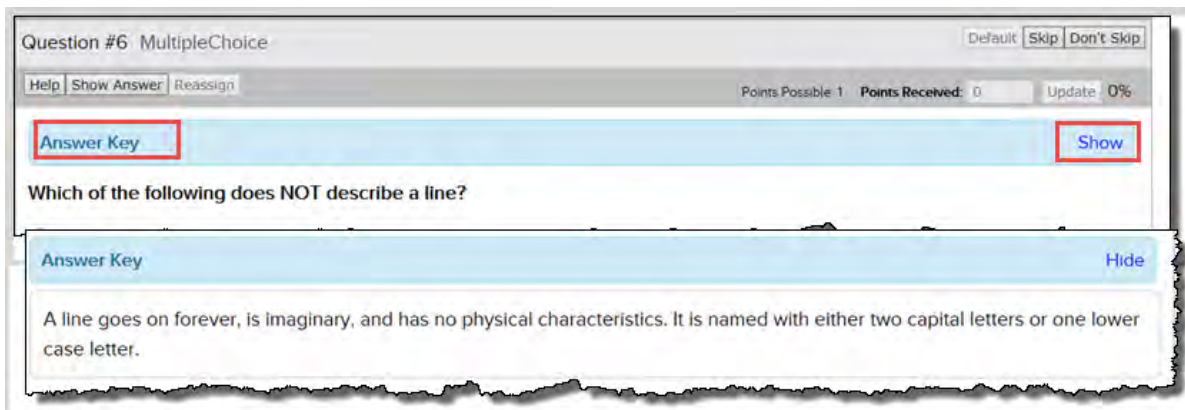 Question #6 MultipleChoice Default Skip Don't Skip
Help Show Answer Reassign Points Possible 1 Points Received: 0 Update 0%
Answer Key Show
Which of the following does NOT describe a line?
Answer Key Hide
A line goes on forever, is imaginary, and has no physical characteristics. It is named with either two capital letters or one lower
case letter.